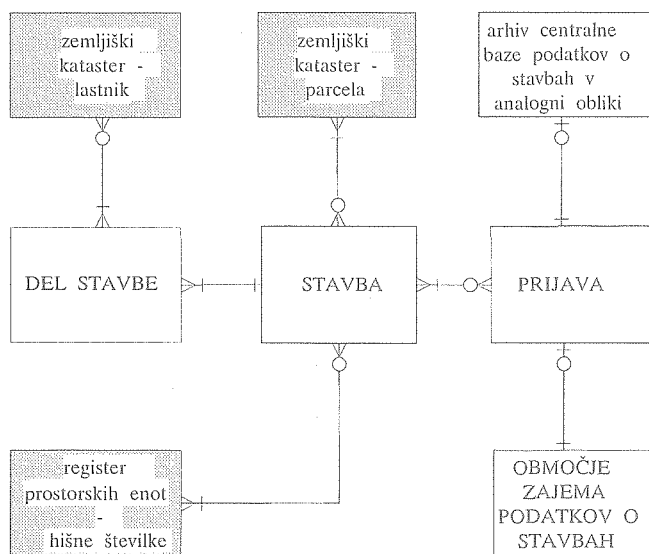 zemljiški
kataster -
lastnik
zemljiški
kataster -
parcela
arhiv centralne
baze podatkov o
stavbah v
analogni obliki
DEL STAVBE
STAVBA
PRIJAVA
register
prostorskih enot
-
hišne številke
OBMOČJE
ZAJEMA
PODATKOV O
STAVBAH